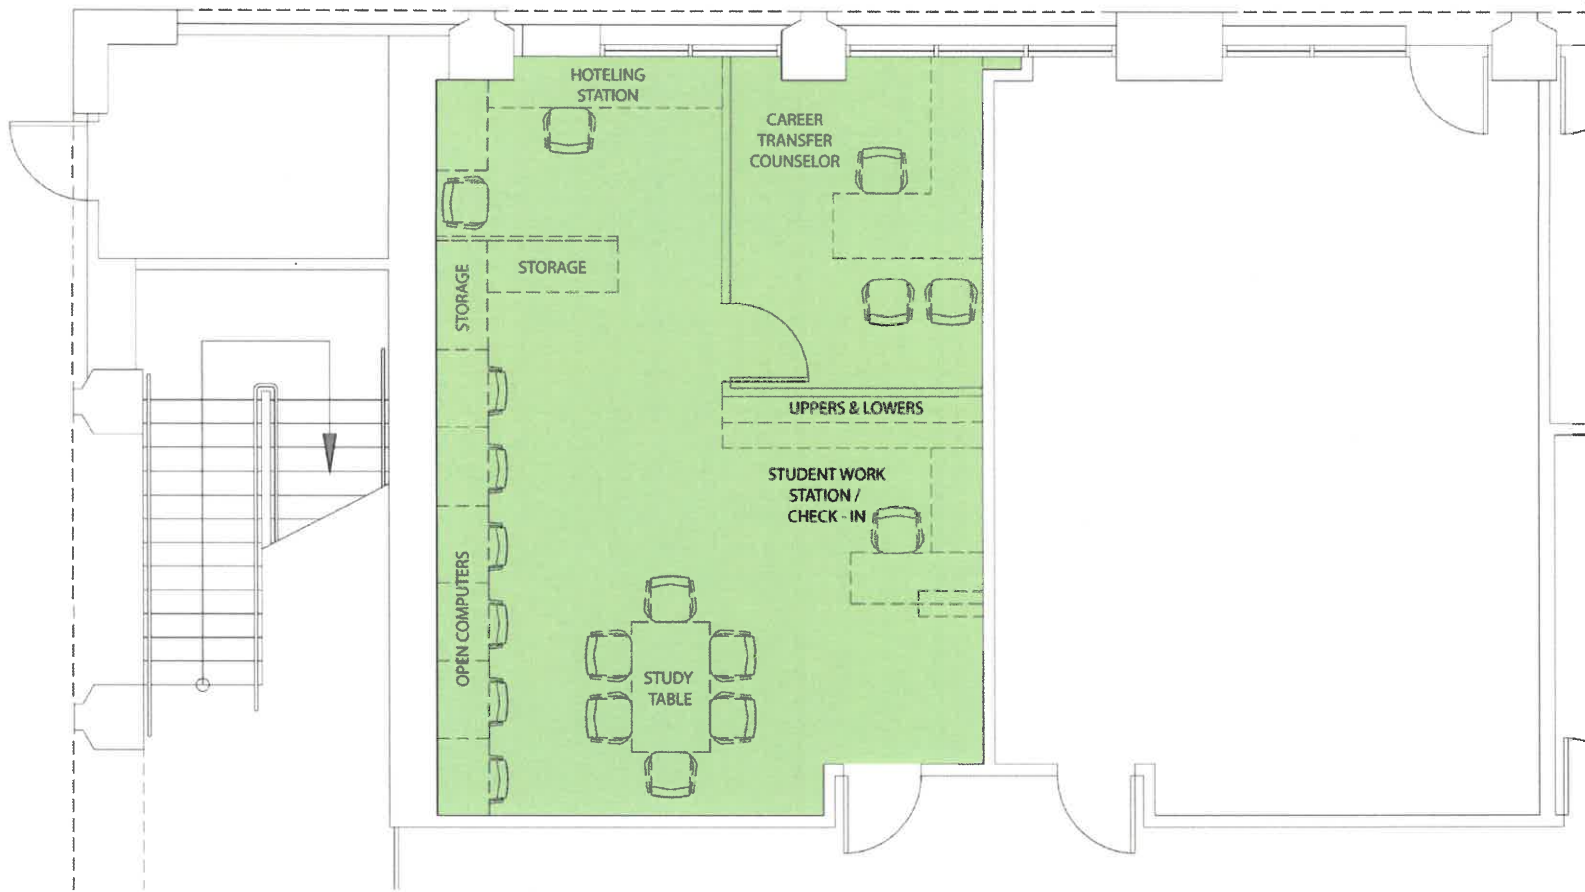 HOTELING
STATION
CAREER
TRANSFER
COUNSELOR
STORAGE
STORAGE
UPPERS & LOWERS
STUDENT WORK
STATION /
CHECK - IN
OPEN COMPUTERS
STUDY
TABLE